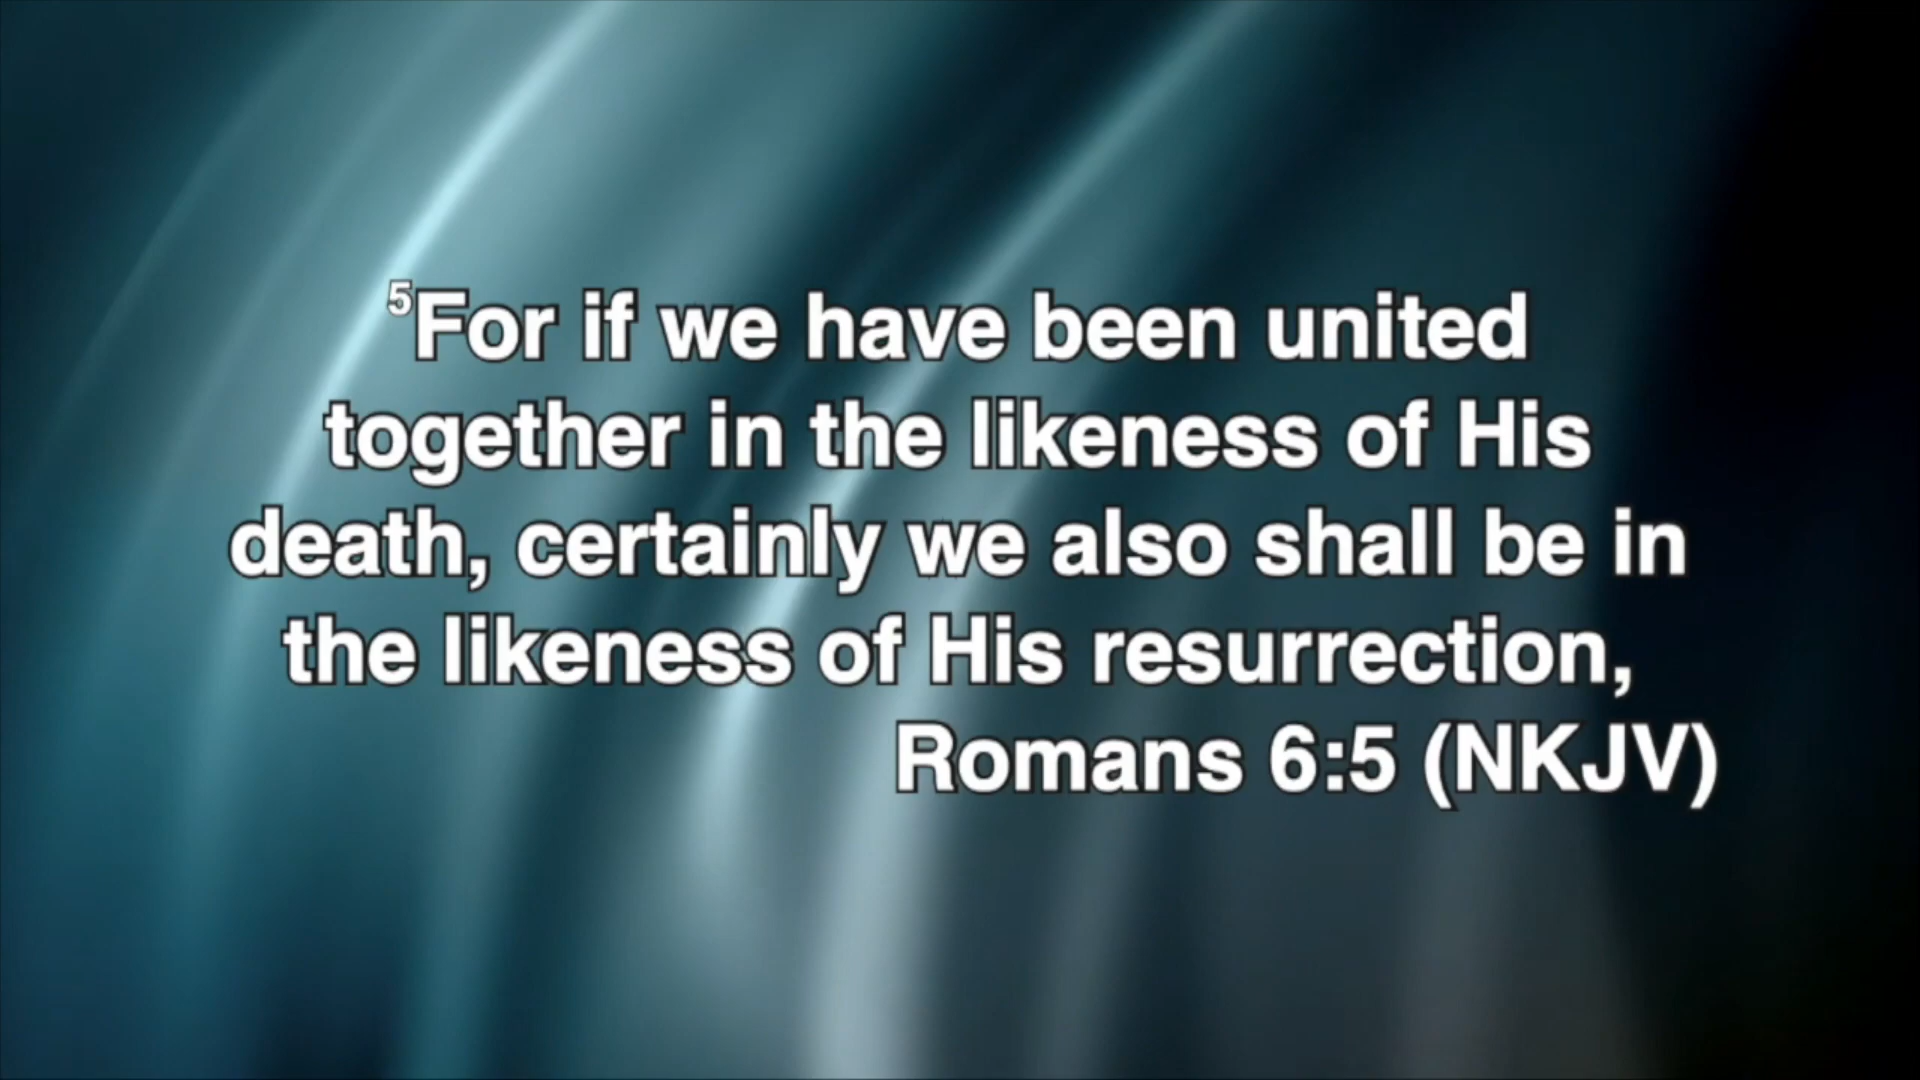 ⁵For if we have been united
together in the likeness of His
death, certainly we also shall be in
the likeness of His resurrection,
Romans 6:5 (NKJV)